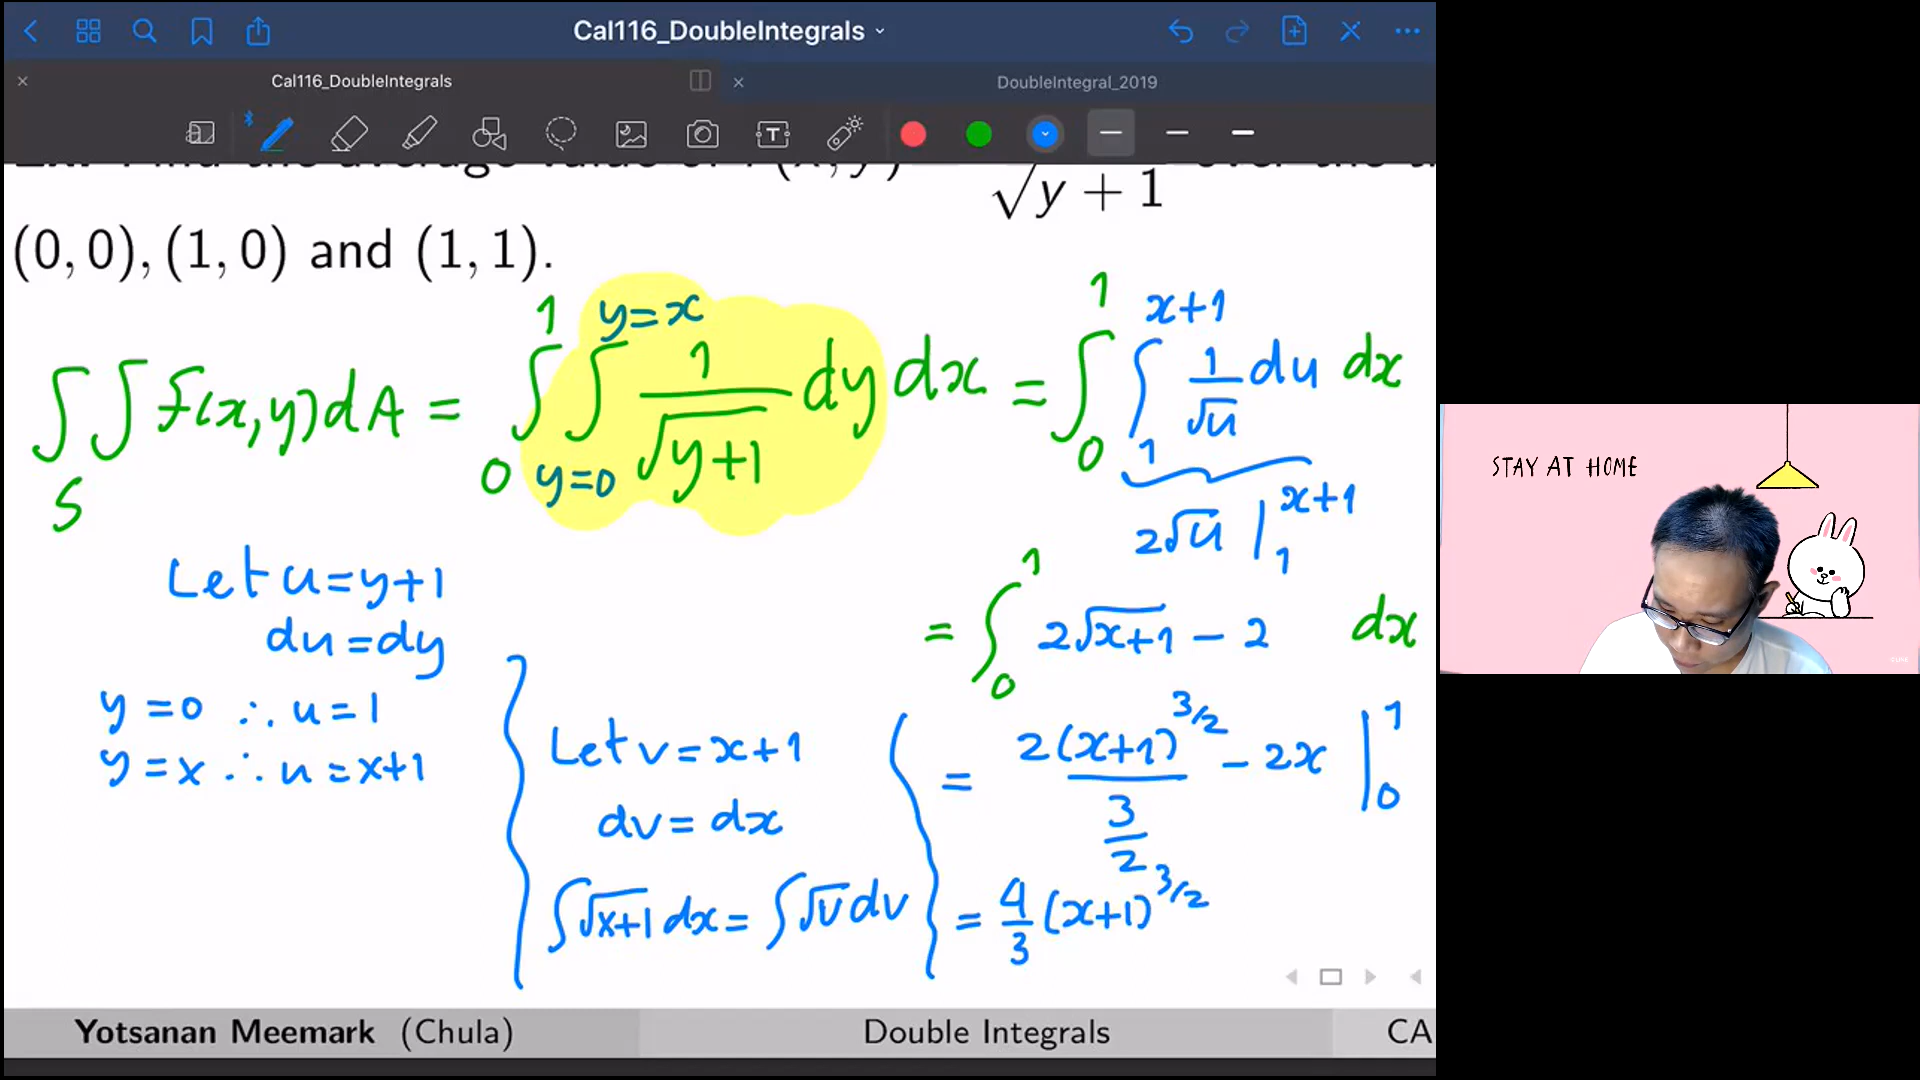 Cal116_DoubleIntegrals
Cal116_DoubleIntegrals
DoubleIntegral_2019
T
√y + 1
(0, 0), (1, 0) and (1, 1).
∫∫_S f(x,y)dA = ∫_0^1 ∫_{y=0}^{y=x} 1/√(y+1) dy dx = ∫_0^1 ∫_1^{x+1} 1/√u du dx
2√u |_1^{x+1}
Let u=y+1
du=dy
y=0 ∴ u=1
y=x ∴ u=x+1
Let v=x+1
dv=dx
∫√(x+1) dx = ∫√v dv
= ∫_0^1 2√(x+1) − 2 dx
= 2(x+1)^{3/2} / (3/2) − 2x |_0^1
= 4/3 (x+1)^{3/2}
Yotsanan Meemark (Chula)
Double Integrals
CA
STAY AT HOME